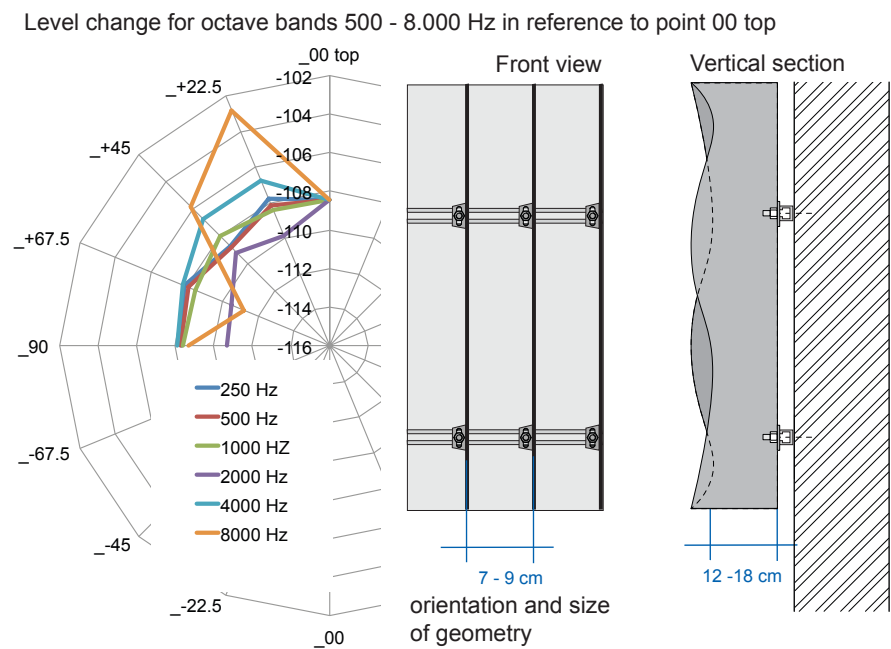 Level change for octave bands 500 - 8.000 Hz in reference to point 00 top
_00 top
Front view
Vertical section
_+22.5
_+45
_+67.5
_90
_-67.5
_-45
_-22.5
_00
-102
-104
-106
-108
-110
-112
-114
-116
250 Hz
500 Hz
1000 HZ
2000 Hz
4000 Hz
8000 Hz
7 - 9 cm
12 -18 cm
orientation and size
of geometry